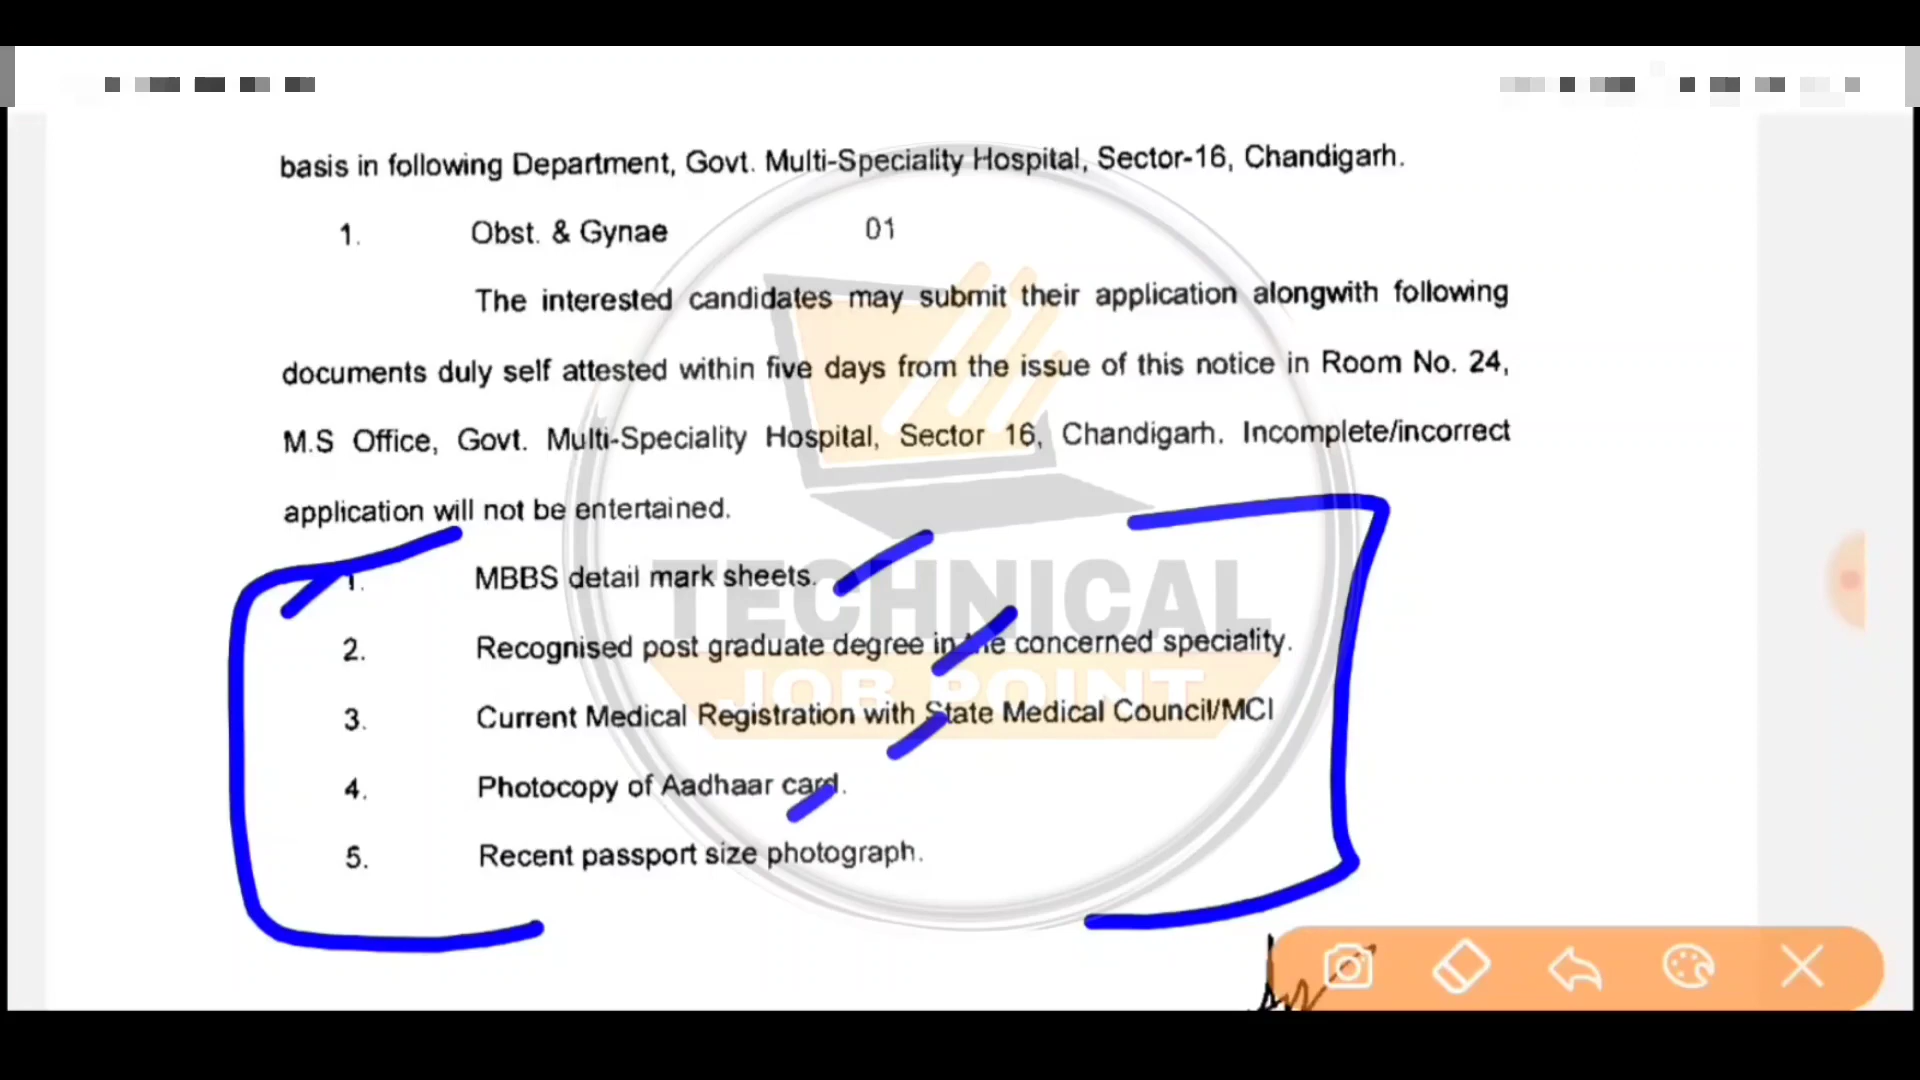 basis in following Department, Govt. Multi-Speciality Hospital, Sector-16, Chandigarh.
1. Obst. & Gynae 01
The interested candidates may submit their application alongwith following
documents duly self attested within five days from the issue of this notice in Room No. 24,
M.S Office, Govt. Multi-Speciality Hospital, Sector 16, Chandigarh. Incomplete/incorrect
application will not be entertained.
1. MBBS detail mark sheets.
2. Recognised post graduate degree in the concerned speciality.
3. Current Medical Registration with State Medical Council/MCI
4. Photocopy of Aadhaar card.
5. Recent passport size photograph.
TECHNICAL
JOB POINT